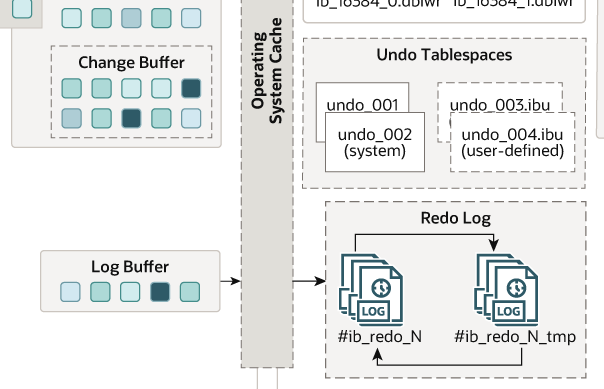 ib_16384_0.dblwr ib_16384_1.dblwr
Change Buffer
Operating
System Cache
Undo Tablespaces
undo_001
undo_002
(system)
undo_003.ibu
undo_004.ibu
(user-defined)
Redo Log
Log Buffer
LOG
LOG
#ib_redo_N
#ib_redo_N_tmp